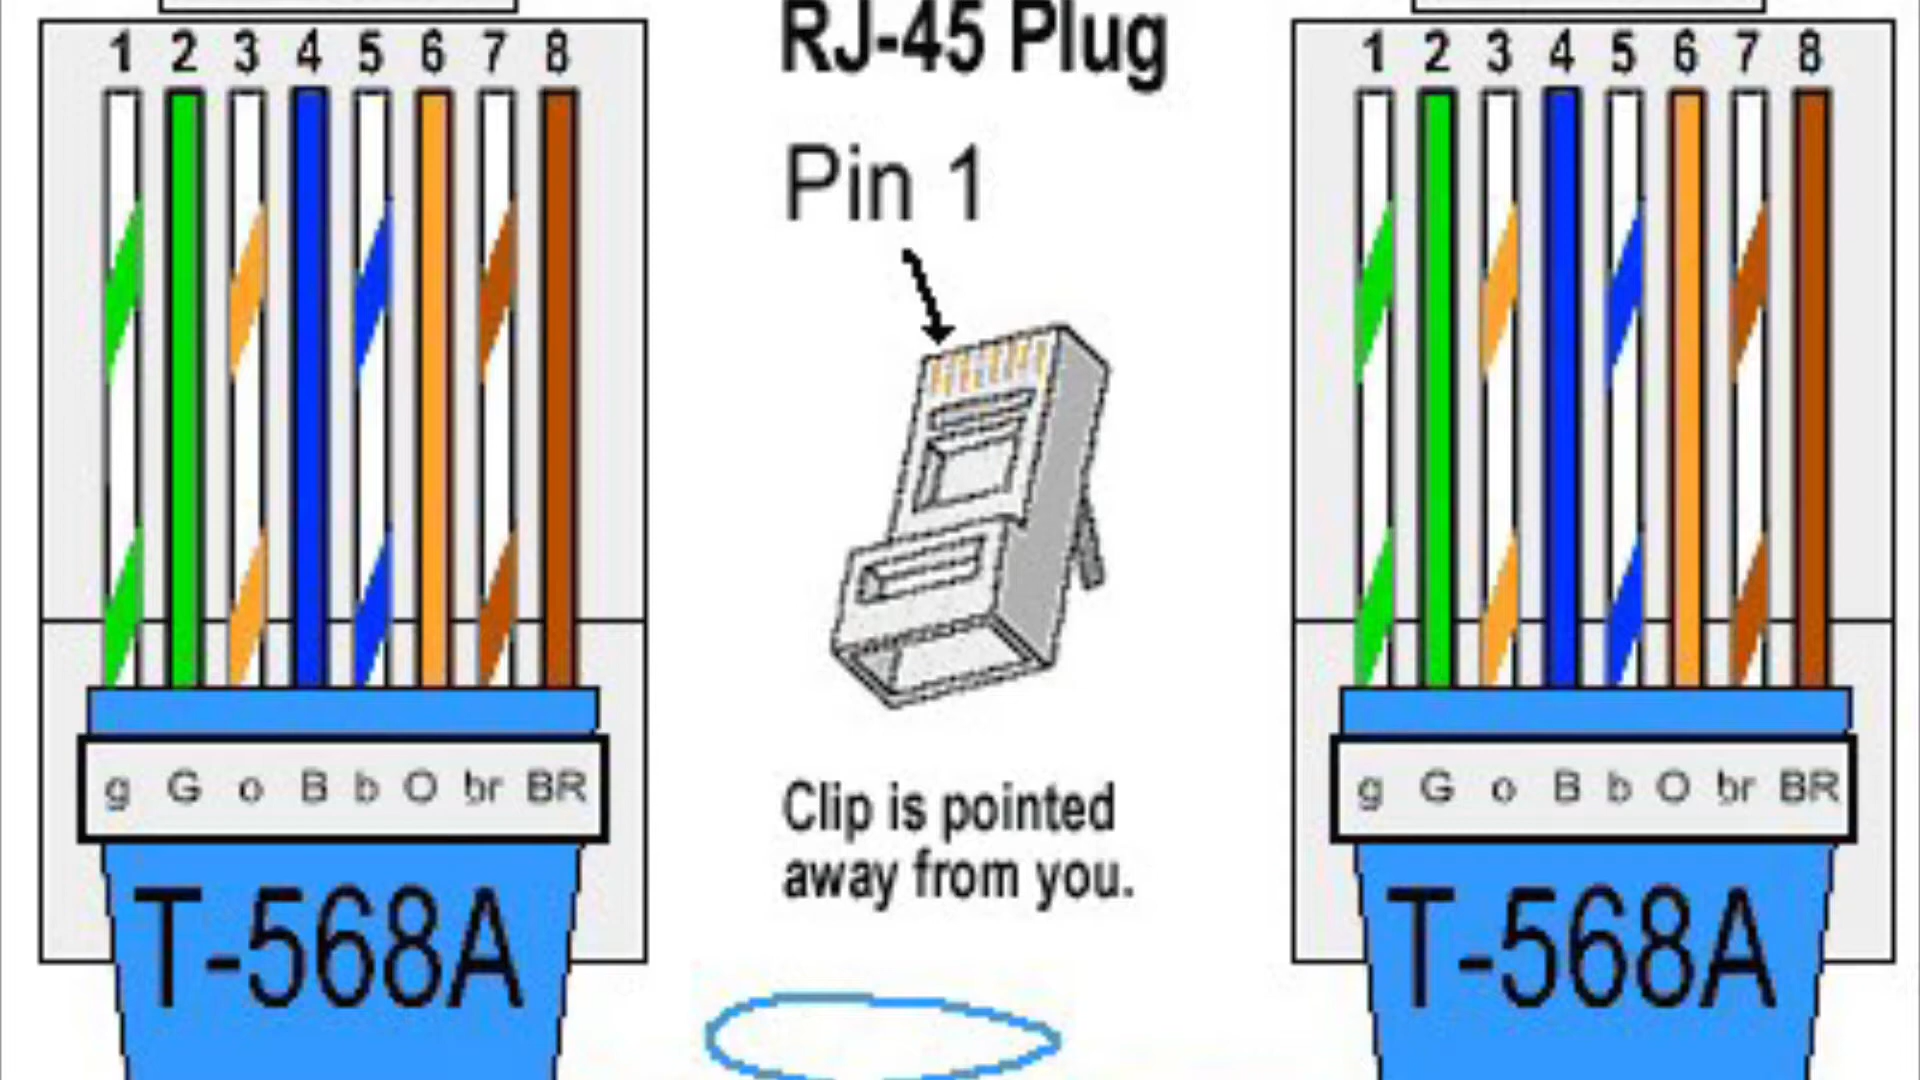 1 2 3 4 5 6 7 8
g G o B b O br BR
T-568A
RJ-45 Plug
Pin 1
Clip is pointed
away from you.
1 2 3 4 5 6 7 8
g G o B b O br BR
T-568A